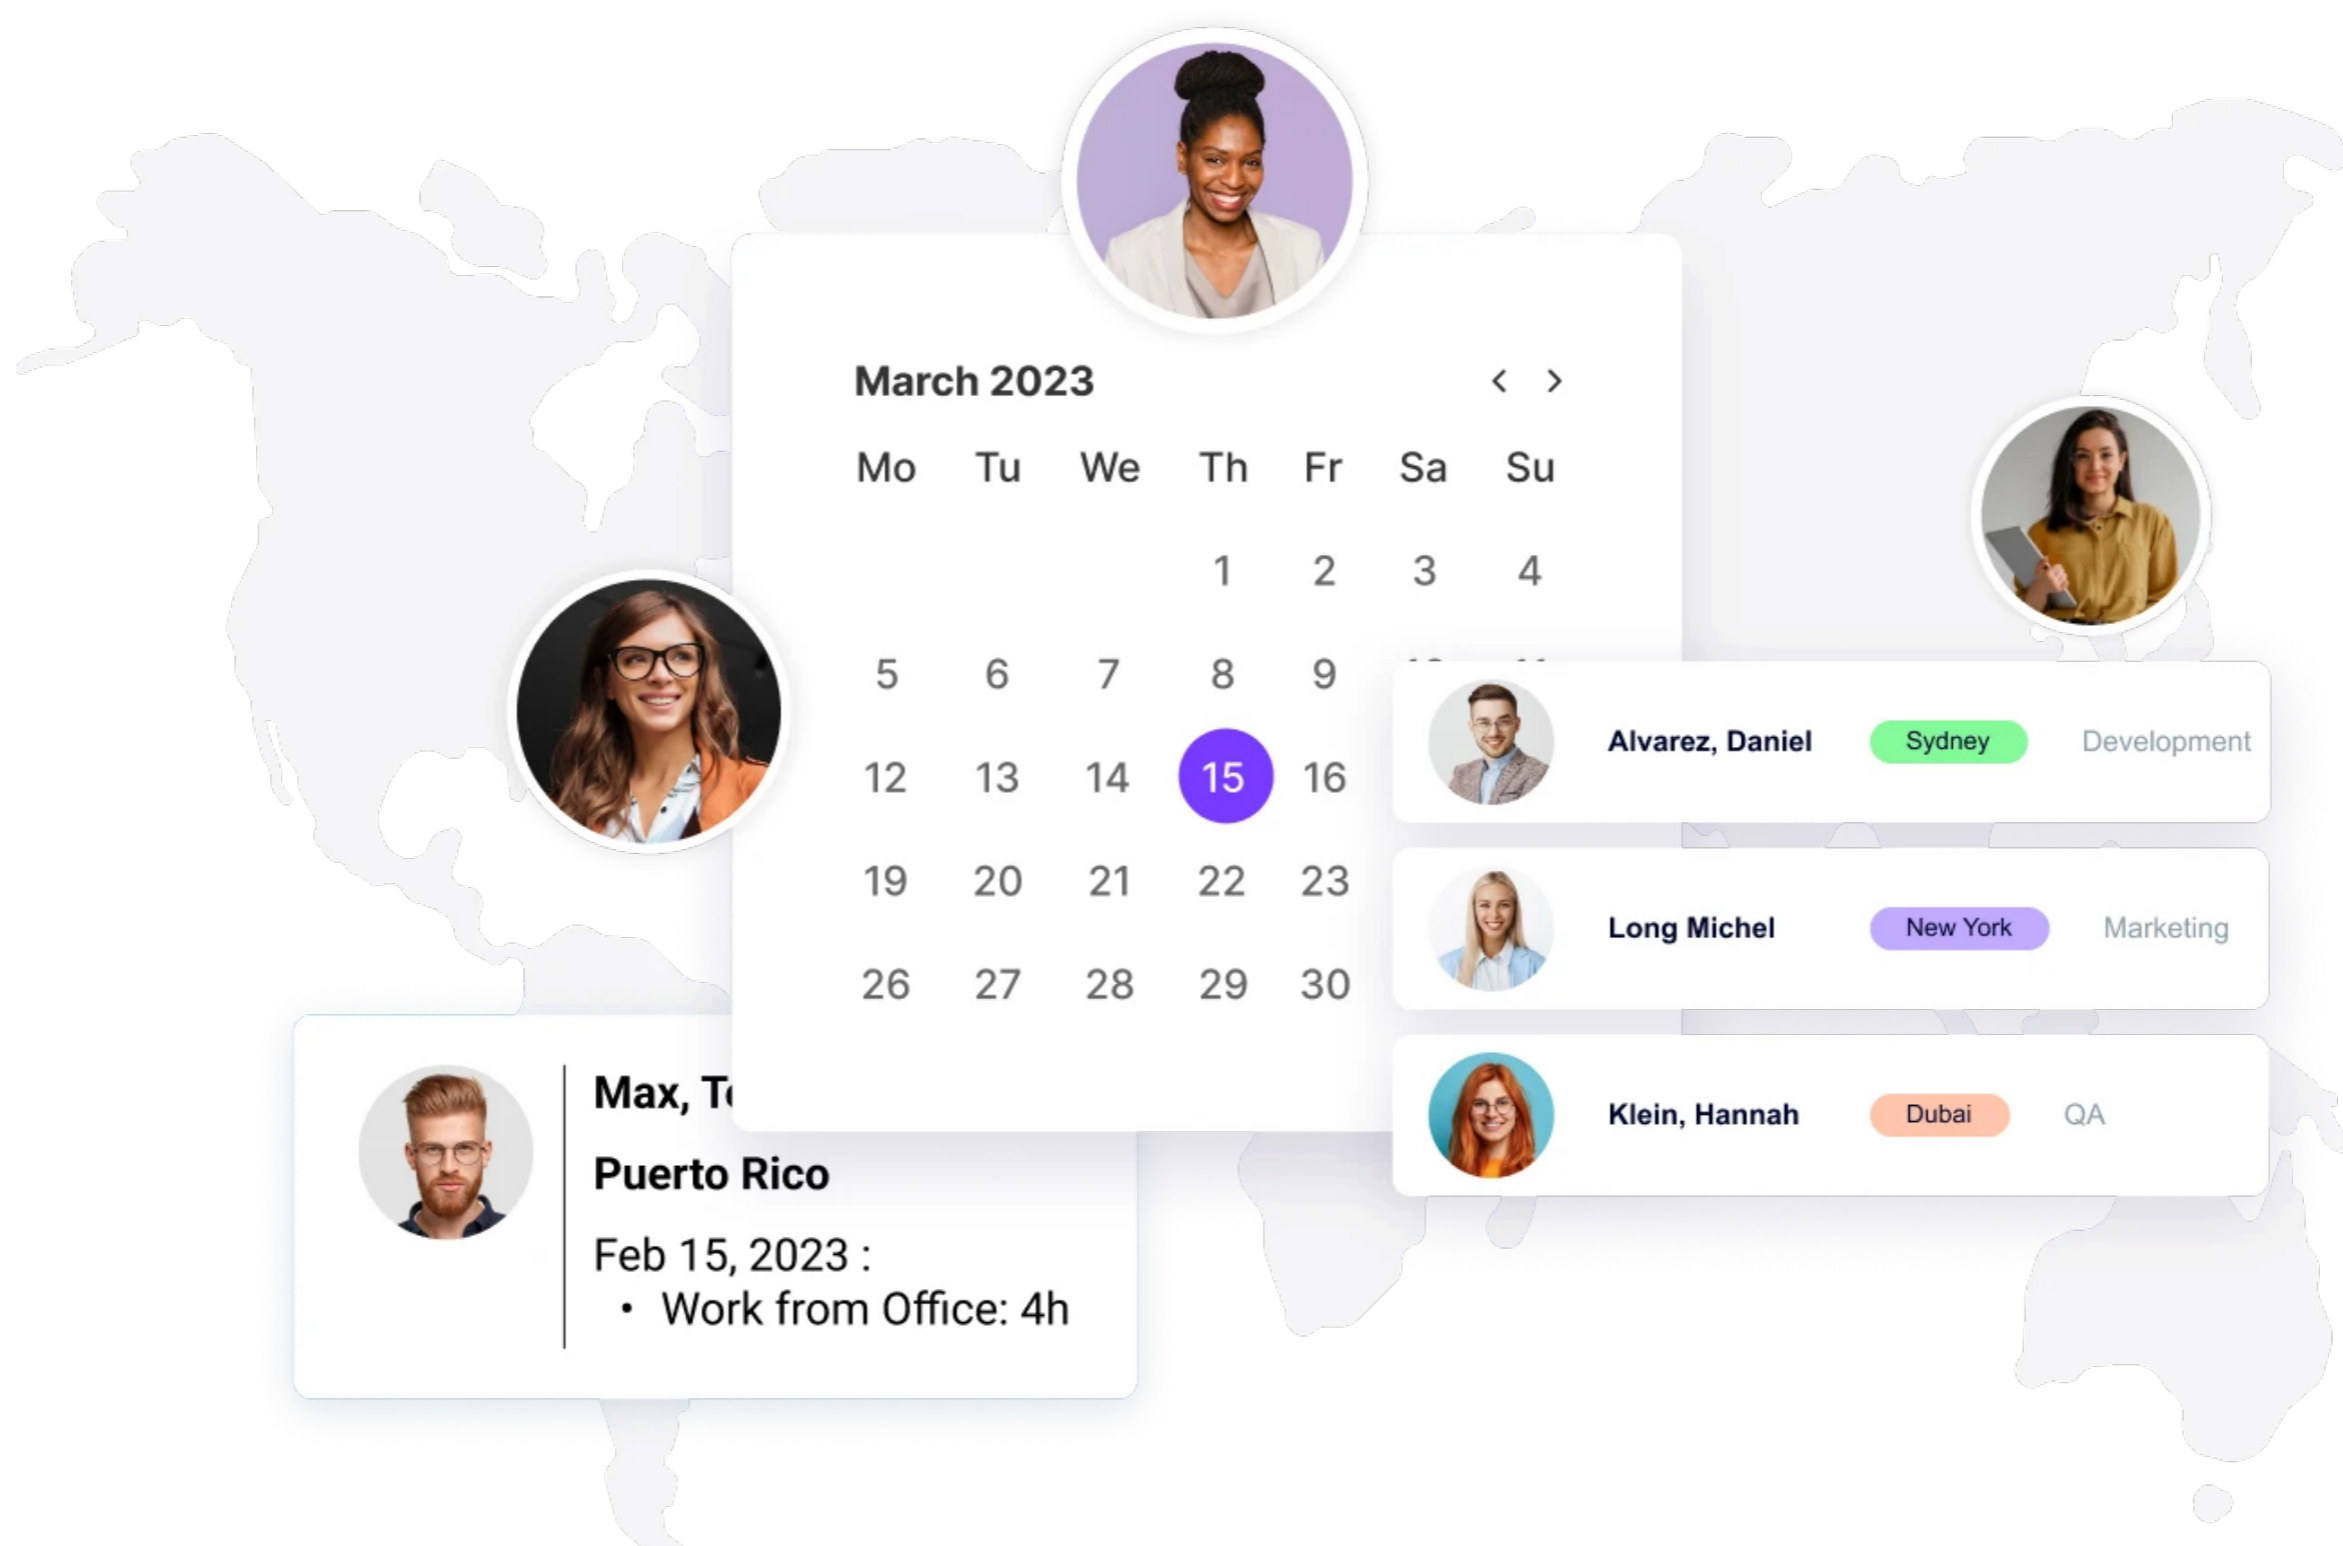 March 2023 < >
Mo Tu We Th Fr Sa Su
1 2 3 4
5 6 7 8 9
12 13 14 15 16
19 20 21 22 23
26 27 28 29 30
Alvarez, Daniel Sydney Development
Long Michel New York Marketing
Klein, Hannah Dubai QA
Max,
Puerto Rico
Feb 15, 2023 :
• Work from Office: 4h